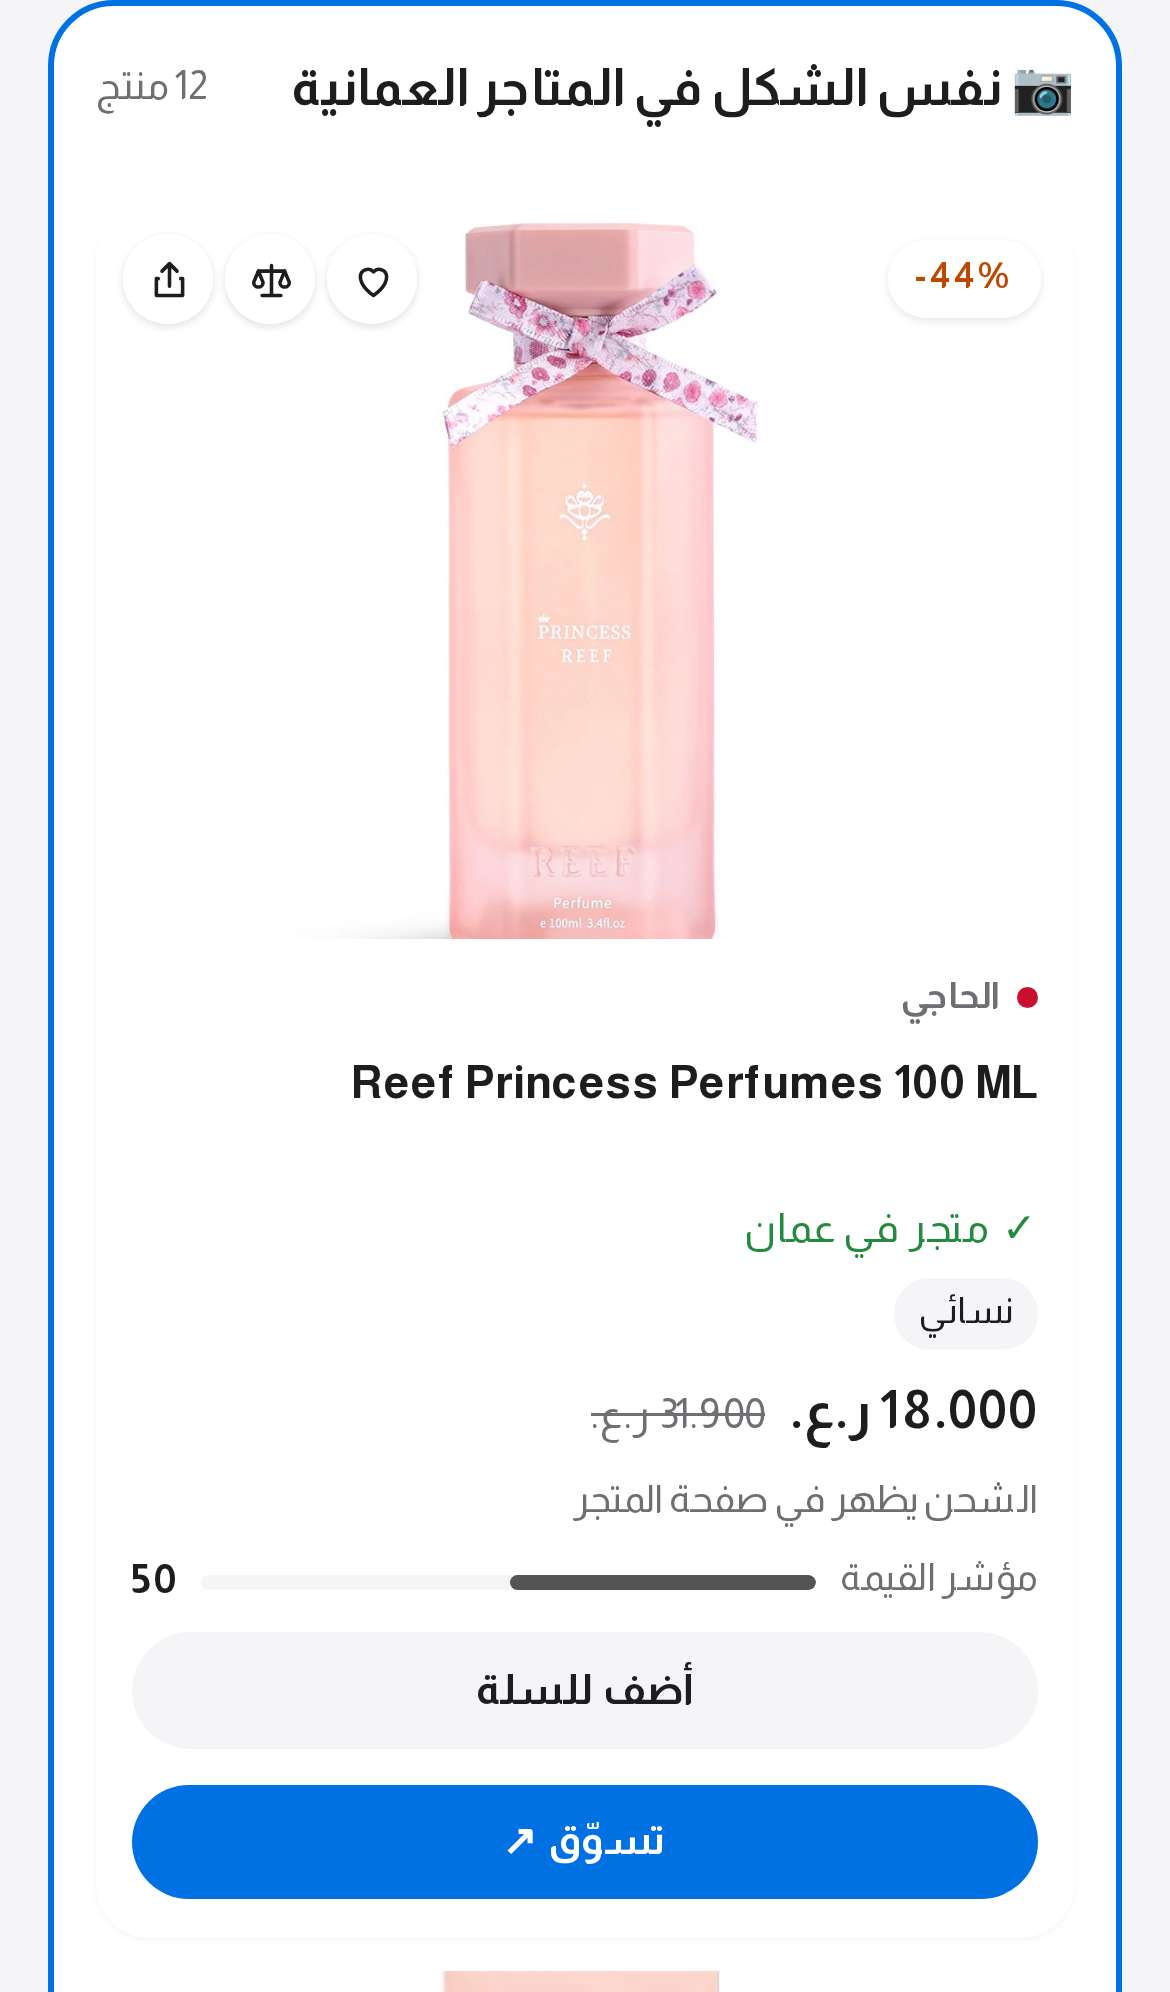 📷 نفس الشكل في المتاجر العمانية
12 منتج
-44%
PRINCESS
REEF
REEF
Perfume
e 100ml 3.4fl.oz
الحاجي
Reef Princess Perfumes 100 ML
✓ متجر في عمان
نسائي
18.000 ر.ع. 31.900 ر.ع.
الشحن يظهر في صفحة المتجر
مؤشر القيمة 50
أضف للسلة
تسوّق ↗